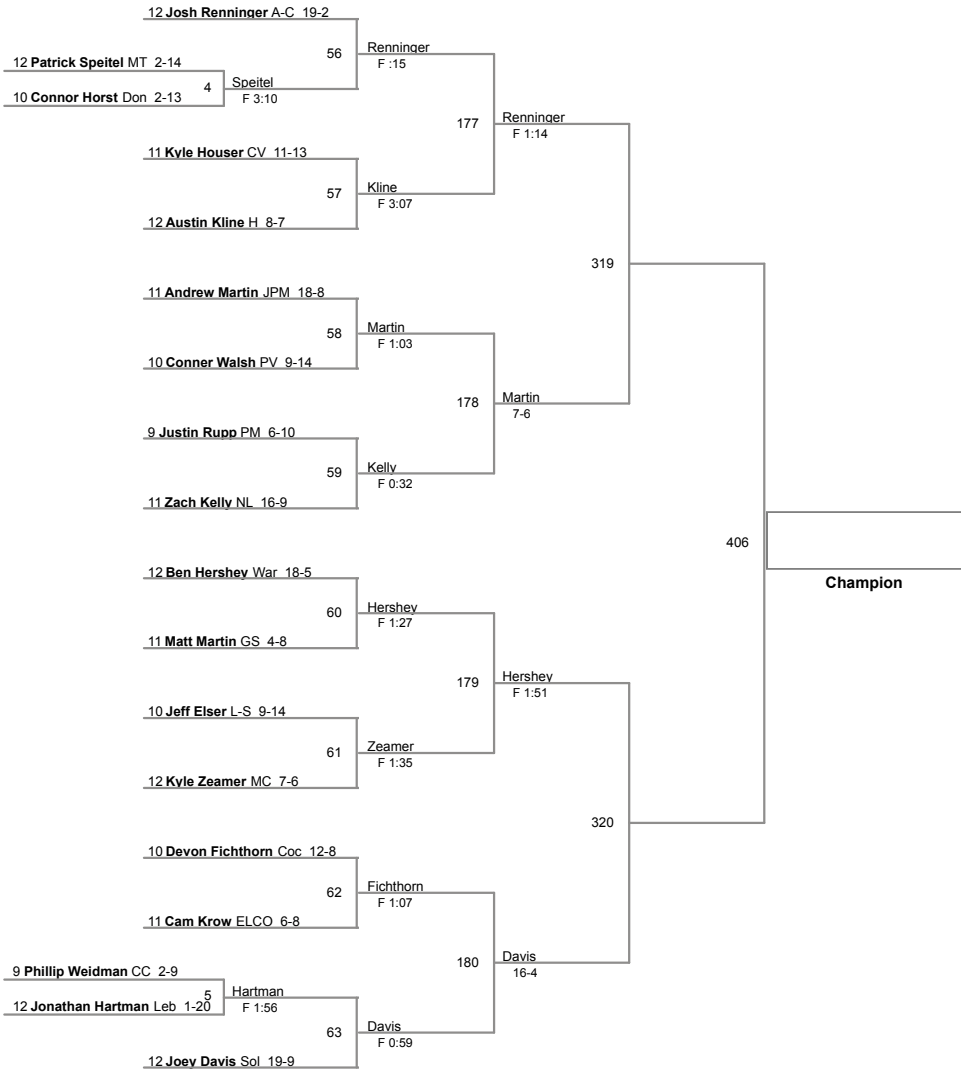 12 Josh Renninger A-C 19-2
56
Renninger
F :15
12 Patrick Speitel MT 2-14
4
Speitel
F 3:10
10 Connor Horst Don 2-13
177
Renninger
F 1:14
11 Kyle Houser CV 11-13
57
Kline
F 3:07
12 Austin Kline H 8-7
319
11 Andrew Martin JPM 18-8
58
Martin
F 1:03
10 Conner Walsh PV 9-14
178
Martin
7-6
9 Justin Rupp PM 6-10
59
Kelly
F 0:32
11 Zach Kelly NL 16-9
406
Champion
12 Ben Hershey War 18-5
60
Hershey
F 1:27
11 Matt Martin GS 4-8
179
Hershey
F 1:51
10 Jeff Elser L-S 9-14
61
Zeamer
F 1:35
12 Kyle Zeamer MC 7-6
320
10 Devon Fichthorn Coc 12-8
62
Fichthorn
F 1:07
11 Cam Krow ELCO 6-8
180
Davis
16-4
9 Phillip Weidman CC 2-9
5
Hartman
F 1:56
12 Jonathan Hartman Leb 1-20
63
Davis
F 0:59
12 Joey Davis Sol 19-9